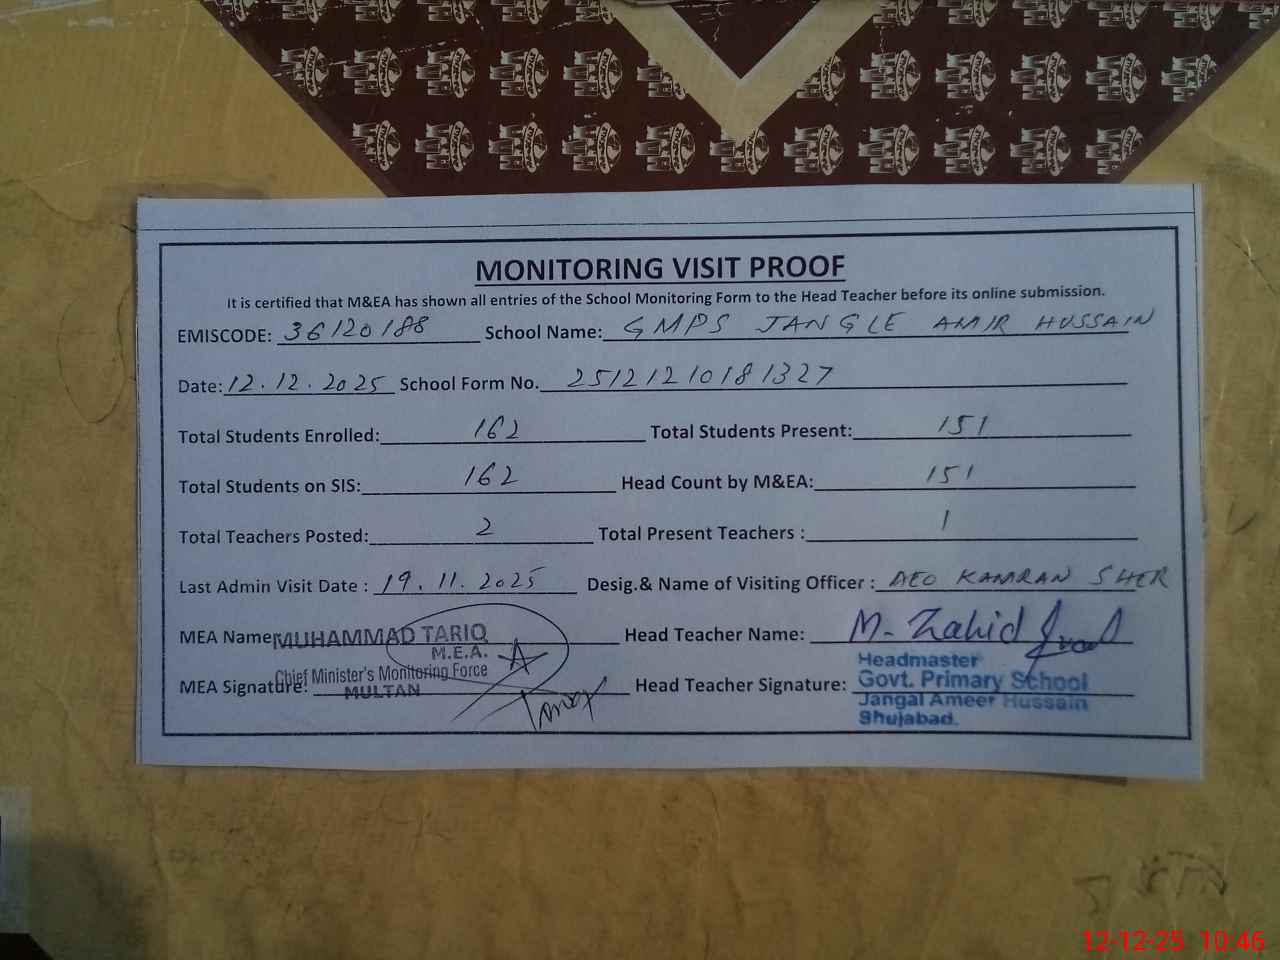 MONITORING VISIT PROOF
It is certified that M&EA has shown all entries of the School Monitoring Form to the Head Teacher before its online submission.
EMISCODE: 36120188 School Name: GMPS JANGLE AMIR HUSSAIN
Date: 12.12.2025 School Form No. 2512121018 1327
Total Students Enrolled: 162 Total Students Present: 151
Total Students on SIS: 162 Head Count by M&EA: 151
Total Teachers Posted: 2 Total Present Teachers : 1
Last Admin Visit Date : 19.11.2025 Desig.& Name of Visiting Officer : AEO KAMRAN SHER
MEA Name MUHAMMAD TARIQ Head Teacher Name: M. Zahid
M.E.A.
Chief Minister's Monitoring Force
MEA Signature: MULTAN Head Teacher Signature:
Headmaster
Govt. Primary School
Jangal Ameer Hussain
Shujabad.
12-12-25 10:46